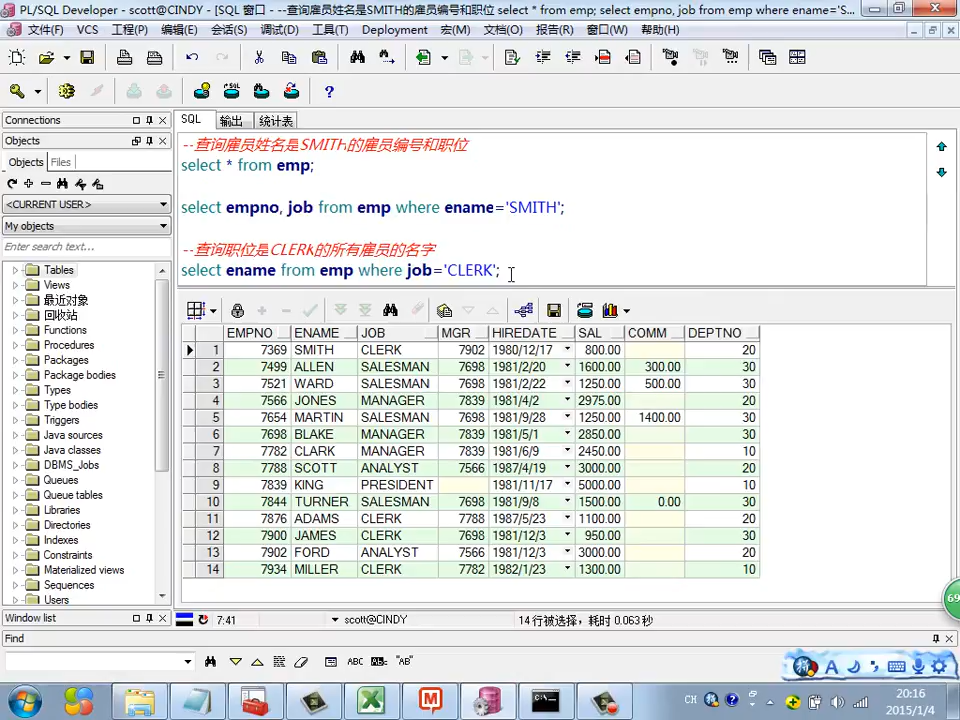 PL/SQL Developer - scott@CINDY - [SQL 窗口 - --查询雇员姓名是SMITH的雇员编号和职位 select * from emp; select empno, job from emp where ename='S...
文件(F) VCS 工程(P) 编辑(E) 会话(S) 调试(D) 工具(T) Deployment 宏(M) 文档(O) 报告(R) 窗口(W) 帮助(H)
Connections
Objects
Objects Files
<CURRENT USER>
My objects
Enter search text...
Tables
Views
最近对象
回收站
Functions
Procedures
Packages
Package bodies
Types
Type bodies
Triggers
Java sources
Java classes
DBMS_Jobs
Queues
Queue tables
Libraries
Directories
Indexes
Constraints
Materialized views
Sequences
Users
Window list
SQL 输出 统计表
--查询雇员姓名是SMITH的雇员编号和职位
select * from emp;
select empno, job from emp where ename='SMITH';
--查询职位是CLERK的所有雇员的名字
select ename from emp where job='CLERK';
EMPNO ENAME JOB MGR HIREDATE SAL COMM DEPTNO
1 7369 SMITH CLERK 7902 1980/12/17 800.00 20
2 7499 ALLEN SALESMAN 7698 1981/2/20 1600.00 300.00 30
3 7521 WARD SALESMAN 7698 1981/2/22 1250.00 500.00 30
4 7566 JONES MANAGER 7839 1981/4/2 2975.00 20
5 7654 MARTIN SALESMAN 7698 1981/9/28 1250.00 1400.00 30
6 7698 BLAKE MANAGER 7839 1981/5/1 2850.00 30
7 7782 CLARK MANAGER 7839 1981/6/9 2450.00 10
8 7788 SCOTT ANALYST 7566 1987/4/19 3000.00 20
9 7839 KING PRESIDENT 1981/11/17 5000.00 10
10 7844 TURNER SALESMAN 7698 1981/9/8 1500.00 0.00 30
11 7876 ADAMS CLERK 7788 1987/5/23 1100.00 20
12 7900 JAMES CLERK 7698 1981/12/3 950.00 30
13 7902 FORD ANALYST 7566 1981/12/3 3000.00 20
14 7934 MILLER CLERK 7782 1982/1/23 1300.00 10
69
7:41 scott@CINDY 14 行被选择，耗时 0.063 秒
Find
ABC ABc "AB"
CH
20:16
2015/1/4